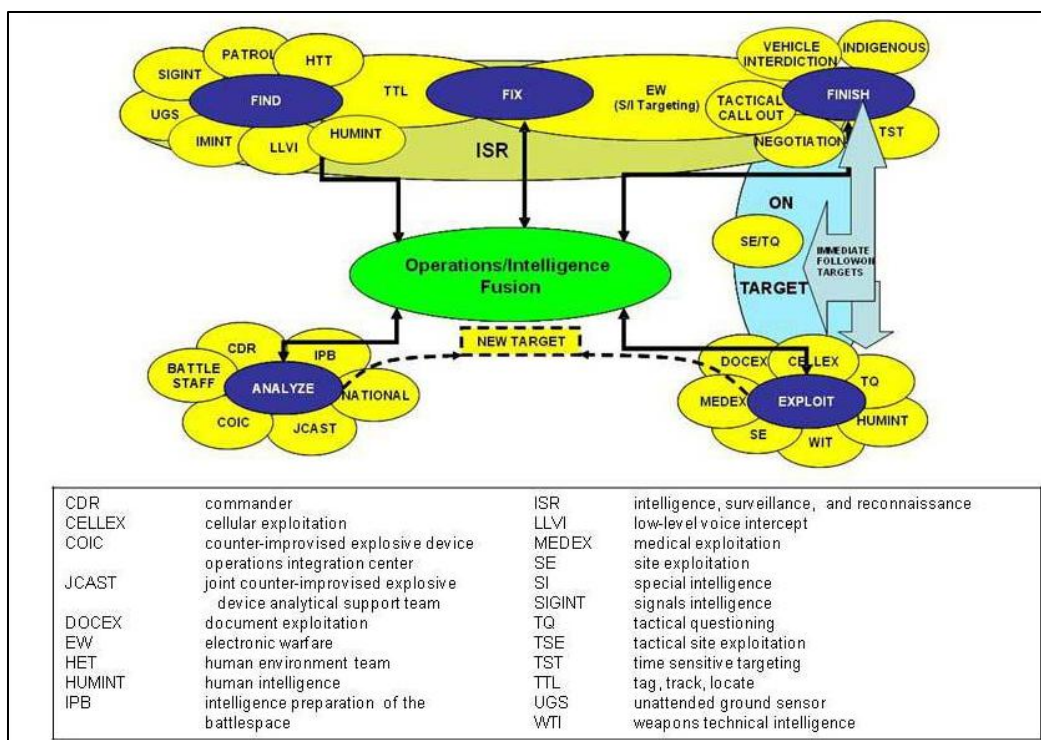 PATROL
HTT
SIGINT
FIND
UGS
IMINT
LLVI
HUMINT
TTL
FIX
ISR
EW
(S/I Targeting)
VEHICLE
INTERDICTION
INDIGENOUS
FINISH
TACTICAL
CALL OUT
NEGOTIATION
TST
ON
SE/TQ
TARGET
IMMEDIATE
FOLLOWON
TARGETS
Operations/Intelligence
Fusion
NEW TARGET
CDR
IPB
BATTLE
STAFF
ANALYZE
NATIONAL
COIC
JCAST
DOCEX
CELLEX
TQ
MEDEX
EXPLOIT
HUMINT
SE
WIT
CDR commander
CELLEX cellular exploitation
COIC counter-improvised explosive device
operations integration center
JCAST joint counter-improvised explosive
device analytical support team
DOCEX document exploitation
EW electronic warfare
HET human environment team
HUMINT human intelligence
IPB intelligence preparation of the
battlespace
ISR intelligence, surveillance, and reconnaissance
LLVI low-level voice intercept
MEDEX medical exploitation
SE site exploitation
SI special intelligence
SIGINT signals intelligence
TQ tactical questioning
TSE tactical site exploitation
TST time sensitive targeting
TTL tag, track, locate
UGS unattended ground sensor
WTI weapons technical intelligence